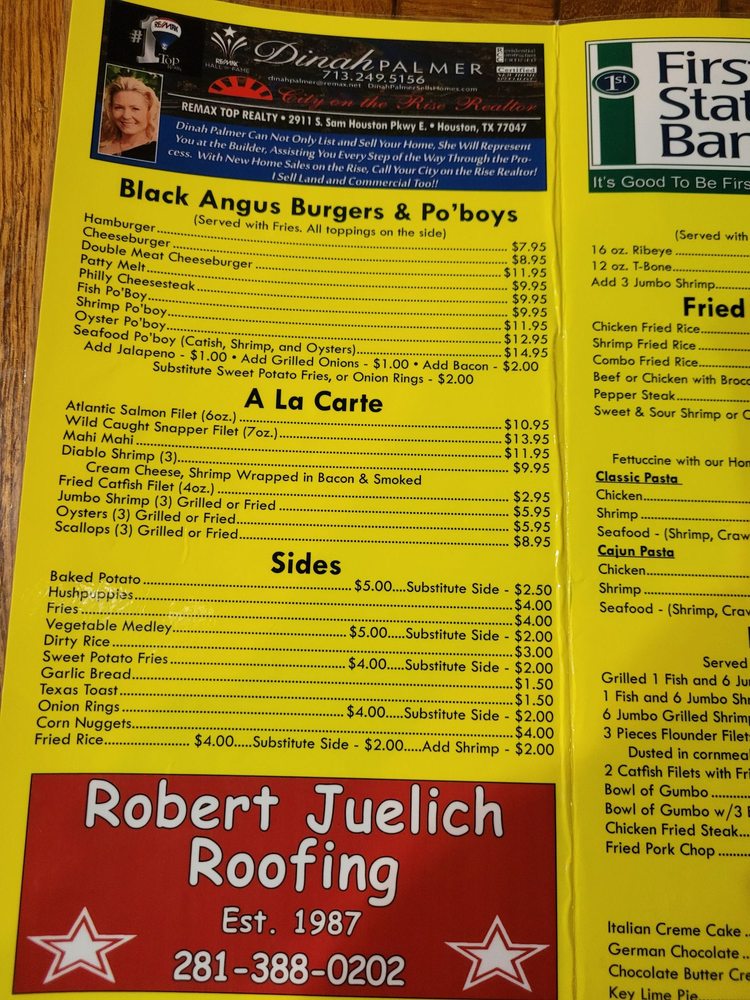 #1
RE/MAX
Top
RE/MAX
HALL OF FAME
Dinah PALMER
713.249.5156
dinahpalmer@remax.net DinahPalmerSellsHomes.com
City on the Rise Realtor
REMAX TOP REALTY • 2911 S. Sam Houston Pkwy E. • Houston, TX 77047
Dinah Palmer Can Not Only List and Sell Your Home, She Will Represent
You at the Builder, Assisting You Every Step of the Way Through the Pro-
cess. With New Home Sales on the Rise, Call Your City on the Rise Realtor!
I Sell Land and Commercial Too!!
Black Angus Burgers & Po'boys
(Served with Fries. All toppings on the side)
Hamburger $7.95
Cheeseburger $8.95
Double Meat Cheeseburger $11.95
Patty Melt $9.95
Philly Cheesesteak $9.95
Fish Po'Boy $9.95
Shrimp Po'boy $11.95
Oyster Po'boy $12.95
Seafood Po'boy (Catish, Shrimp, and Oysters) $14.95
Add Jalapeno - $1.00 • Add Grilled Onions - $1.00 • Add Bacon - $2.00
Substitute Sweet Potato Fries, or Onion Rings - $2.00
A La Carte
Atlantic Salmon Filet (6oz.) $10.95
Wild Caught Snapper Filet (7oz.) $13.95
Mahi Mahi $11.95
Diablo Shrimp (3) $9.95
Cream Cheese, Shrimp Wrapped in Bacon & Smoked
Fried Catfish Filet (4oz.) $2.95
Jumbo Shrimp (3) Grilled or Fried $5.95
Oysters (3) Grilled or Fried $5.95
Scallops (3) Grilled or Fried $8.95
Sides
Baked Potato $5.00....Substitute Side - $2.50
Hushpuppies $4.00
Fries $4.00
Vegetable Medley $5.00....Substitute Side - $2.00
Dirty Rice $3.00
Sweet Potato Fries $4.00....Substitute Side - $2.00
Garlic Bread $1.50
Texas Toast $1.50
Onion Rings $4.00....Substitute Side - $2.00
Corn Nuggets $4.00
Fried Rice $4.00....Substitute Side - $2.00....Add Shrimp - $2.00
Robert Juelich
Roofing
Est. 1987
281-388-0202
1st
First
State
Ban
It's Good To Be Firs
(Served with
16 oz. Ribeye
12 oz. T-Bone
Add 3 Jumbo Shrimp
Fried
Chicken Fried Rice
Shrimp Fried Rice
Combo Fried Rice
Beef or Chicken with Broc
Pepper Steak
Sweet & Sour Shrimp or C
Fettuccine with our Hom
Classic Pasta
Chicken
Shrimp
Seafood - (Shrimp, Craw
Cajun Pasta
Chicken
Shrimp
Seafood - (Shrimp, Craw
Served
Grilled 1 Fish and 6 Ju
1 Fish and 6 Jumbo Shr
6 Jumbo Grilled Shrim
3 Pieces Flounder Filet
Dusted in cornmea
2 Catfish Filets with Fri
Bowl of Gumbo
Bowl of Gumbo w/3
Chicken Fried Steak
Fried Pork Chop
Italian Creme Cake
German Chocolate
Chocolate Butter Cre
Key Lime Pie